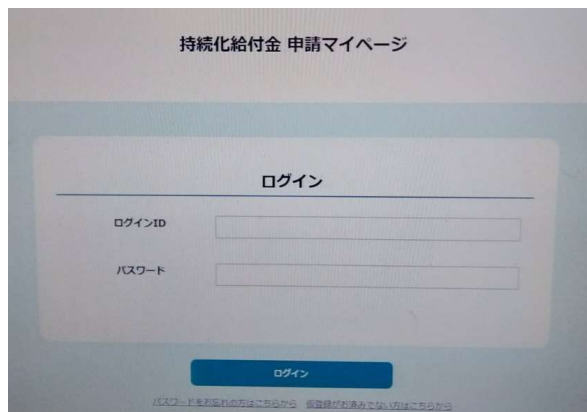 持続化給付金 申請マイページ
ログイン
ログインID
パスワード
ログイン
パスワードをお忘れの方はこちらから 仮登録がお済みでない方はこちらから